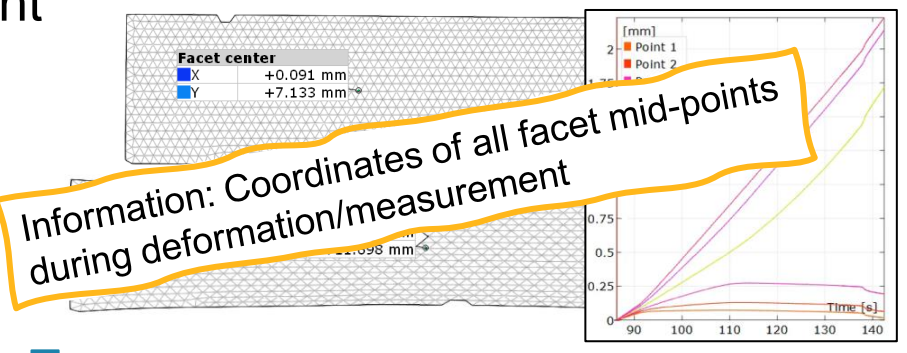 nt
Facet center
X +0.091 mm
Y +7.133 mm
Information: Coordinates of all facet mid-points
during deformation/measurement
mm
[mm]
Point 1
Point 2
2
0.75
0.5
0.25
0
Time [s]
90 100 110 120 130 140